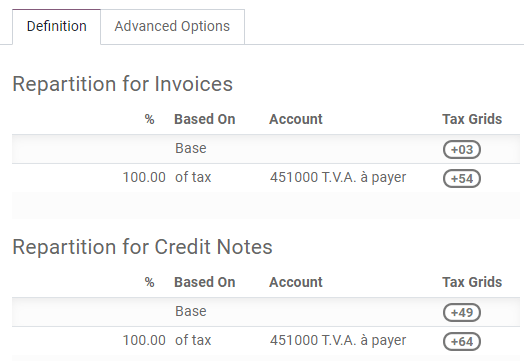 Definition Advanced Options
Repartition for Invoices
% Based On Account Tax Grids
Base +03
100.00 of tax 451000 T.V.A. à payer +54
Repartition for Credit Notes
% Based On Account Tax Grids
Base +49
100.00 of tax 451000 T.V.A. à payer +64